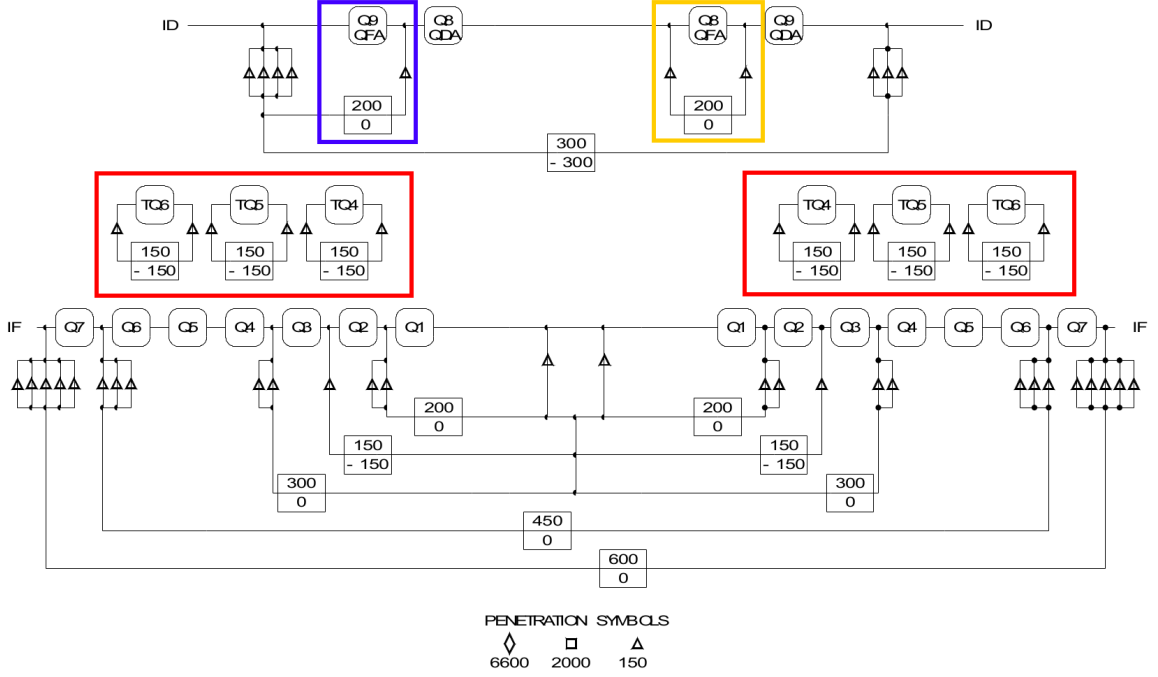 ID Q9 Q8 Q8 Q9 ID
QFA QDA QFA QDA
200 200
0 0
300
- 300
TQ6 TQ5 TQ4 TQ4 TQ5 TQ6
150 150 150 150 150 150
- 150 - 150 - 150 - 150 - 150 - 150
IF Q7 Q6 Q5 Q4 Q3 Q2 Q1 Q1 Q2 Q3 Q4 Q5 Q6 Q7 IF
200 200
0 0
150 150
- 150 - 150
300 300
0 0
450
0
600
0
PENETRATION SYMBOLS
6600 2000 150